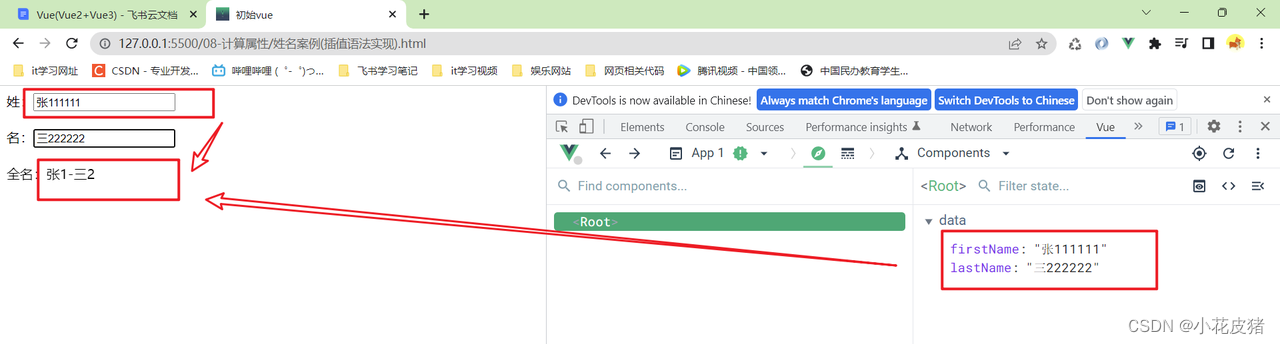 Vue(Vue2+Vue3) - 飞书云文档
初始vue
127.0.0.1:5500/08-计算属性/姓名案例(插值语法实现).html
it学习网址
CSDN - 专业开发...
哔哩哔哩 (゜-゜)つ...
飞书学习笔记
it学习视频
娱乐网站
网页相关代码
腾讯视频 - 中国领...
中国民办教育学生...
姓: 张111111
名: 三222222
全名: 张1-三2
DevTools is now available in Chinese!
Always match Chrome's language
Switch DevTools to Chinese
Don't show again
Elements
Console
Sources
Performance insights
Network
Performance
Vue
1
App 1
Components
Find components...
<Root>
Filter state...
<Root>
data
firstName: "张111111"
lastName: "三222222"
CSDN @小花皮猪